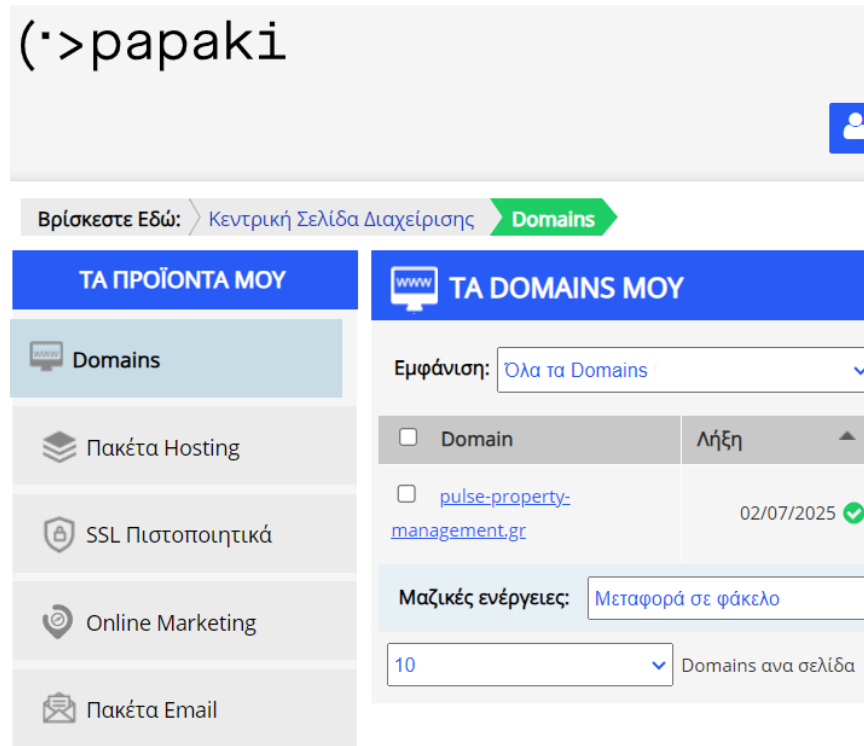 (·>papaki
Βρίσκεστε Εδώ: Κεντρική Σελίδα Διαχείρισης Domains
ΤΑ ΠΡΟΪΟΝΤΑ ΜΟΥ
www Domains
Πακέτα Hosting
SSL Πιστοποιητικά
Online Marketing
Πακέτα Email
www ΤΑ DOMAINS ΜΟΥ
Εμφάνιση: Όλα τα Domains
Domain Λήξη
pulse-property-
management.gr 02/07/2025
Μαζικές ενέργειες: Μεταφορά σε φάκελο
10 Domains ανα σελίδα